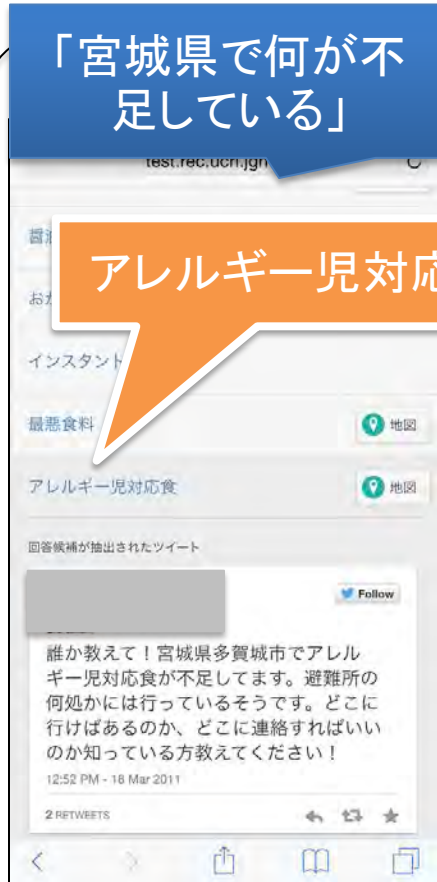 「宮城県で何が不
足している」
test.rec.ucri.jgn
アレルギー児対応
インスタント
最悪食料
地図
アレルギー児対応食
地図
回答候補が抽出されたツイート
Follow
誰か教えて！宮城県多賀城市でアレル
ギー児対応食が不足してます。避難所の
何処かには行っているそうです。どこに
行けばあるのか、どこに連絡すればいい
のか知っている方教えてください！
12:52 PM - 18 Mar 2011
2 RETWEETS